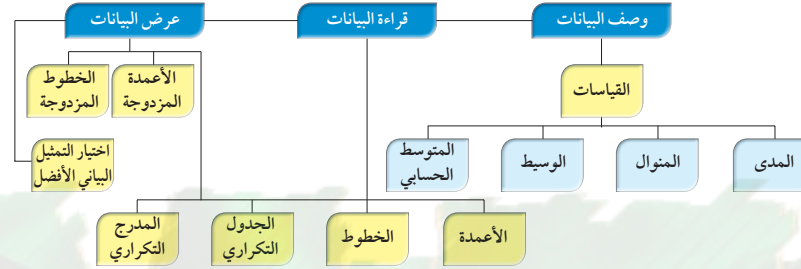 وصف البيانات
قراءة البيانات
عرض البيانات
القياسات
الأعمدة
المزدوجة
الخطوط
المزدوجة
المدى
المنوال
الوسيط
المتوسط
الحسابي
اختيار التمثيل
البياني الأفضل
الأعمدة
الخطوط
الجدول
التكراري
المدرج
التكراري